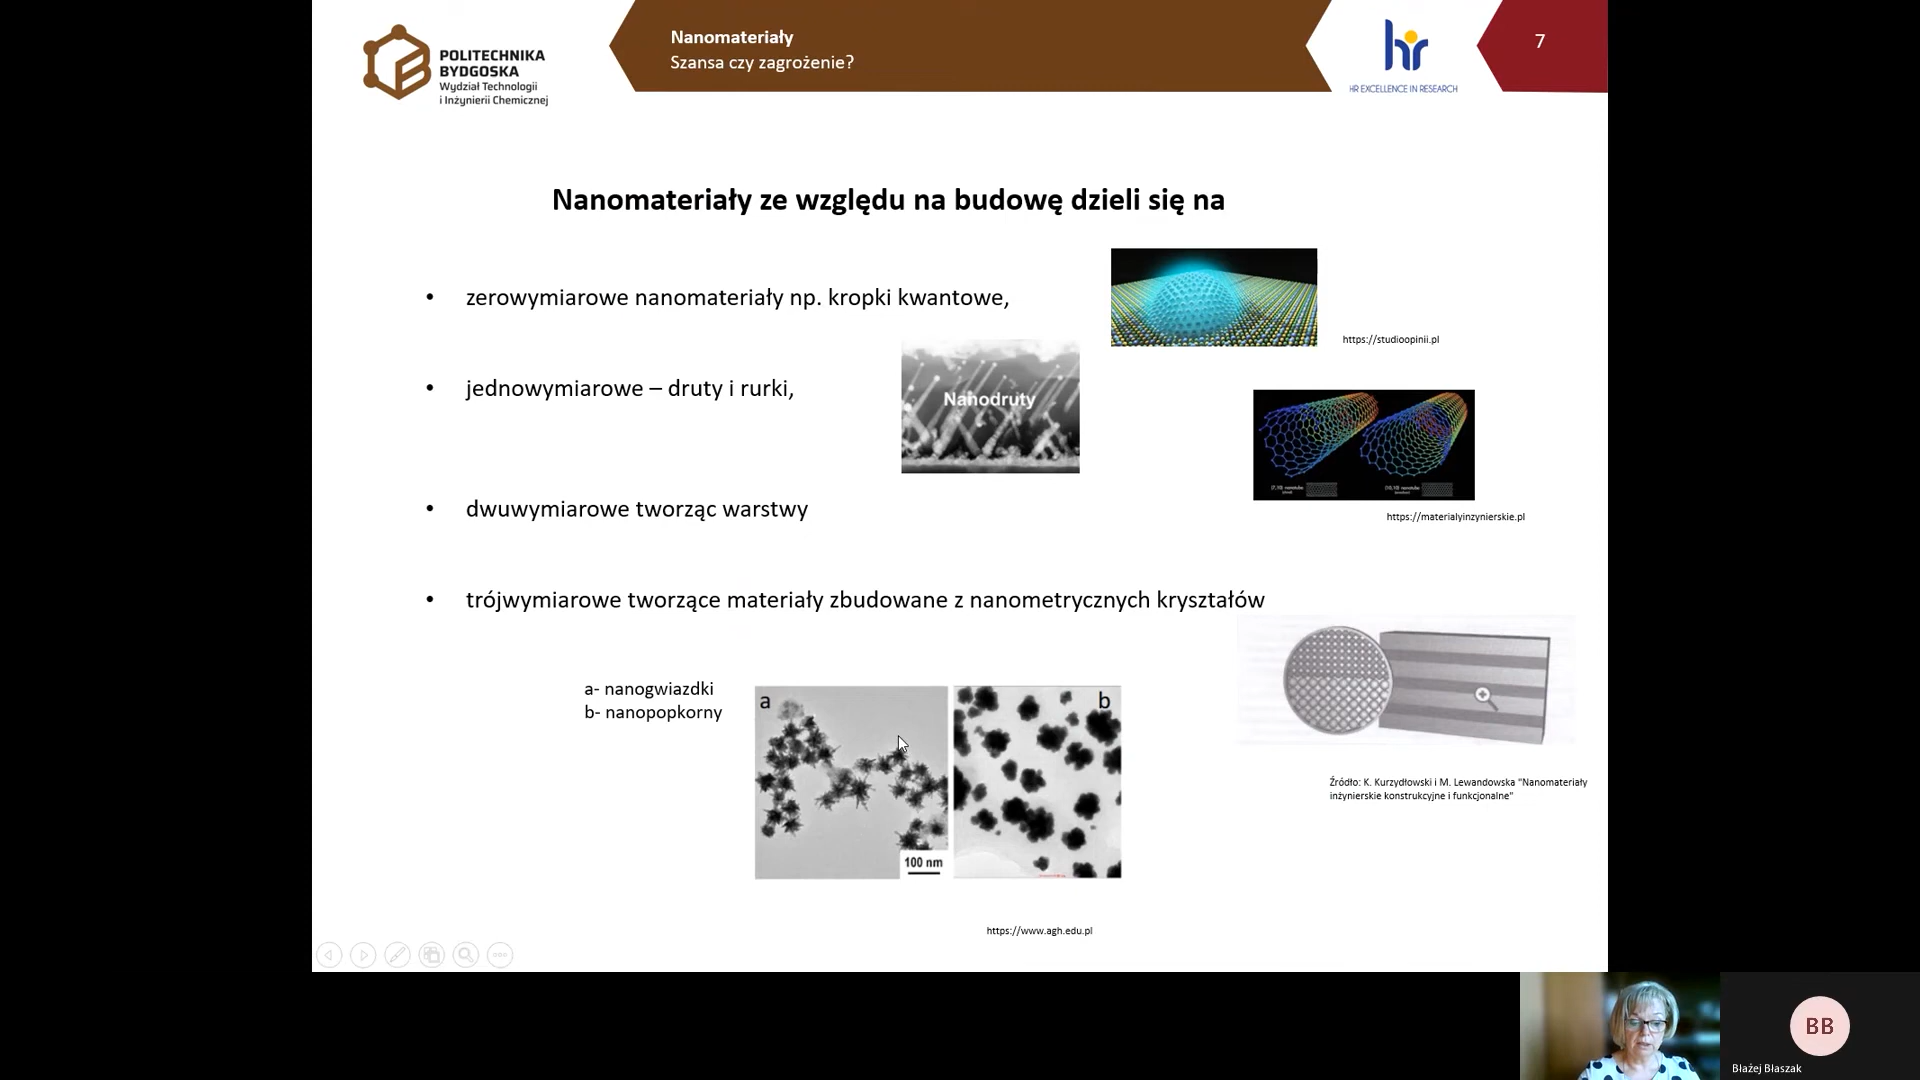 POLITECHNIKA
BYDGOSKA
Wydział Technologii
i Inżynierii Chemicznej
Nanomateriały
Szansa czy zagrożenie?
hr
HR EXCELLENCE IN RESEARCH
7
Nanomateriały ze względu na budowę dzieli się na
• zerowymiarowe nanomateriały np. kropki kwantowe,
https://studioopinii.pl
• jednowymiarowe – druty i rurki,
Nanodruty
https://materialyinzynierskie.pl
• dwuwymiarowe tworząc warstwy
• trójwymiarowe tworzące materiały zbudowane z nanometrycznych kryształów
a- nanogwiazdki
b- nanopopkorny
a
b
100 nm
Źródło: K. Kurzydłowski i M. Lewandowska "Nanomateriały
inżynierskie konstrukcyjne i funkcjonalne"
https://www.agh.edu.pl
BB
Błażej Błaszak